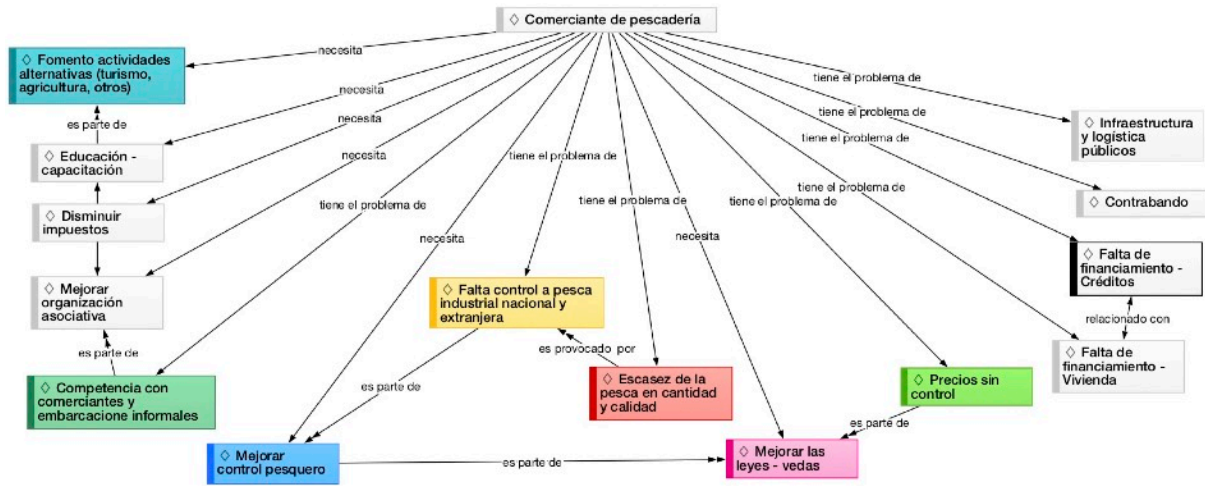 ◇ Comerciante de pescadería
necesita
◇ Fomento actividades
alternativas (turismo,
agricultura, otros)
tiene el problema de
necesita
tiene el problema de
es parte de
necesita
tiene el problema de
◇ Infraestructura
y logística
públicos
◇ Educación -
capacitación
necesita
tiene el problema de
tiene el problema de
◇ Disminuir
impuestos
tiene el problema de
tiene el problema de
tiene el problema de
◇ Contrabando
necesita
necesita
◇ Mejorar
organización
asociativa
◇ Falta control a pesca
industrial nacional y
extranjera
◇ Falta de
financiamiento -
Créditos
relacionado con
es parte de
es provocado por
◇ Falta de
financiamiento -
Vivienda
◇ Competencia con
comerciantes y
embarcacione informales
es parte de
◇ Escasez de la
pesca en cantidad
y calidad
◇ Precios sin
control
es parte de
◇ Mejorar
control pesquero
es parte de
◇ Mejorar las
leyes - vedas